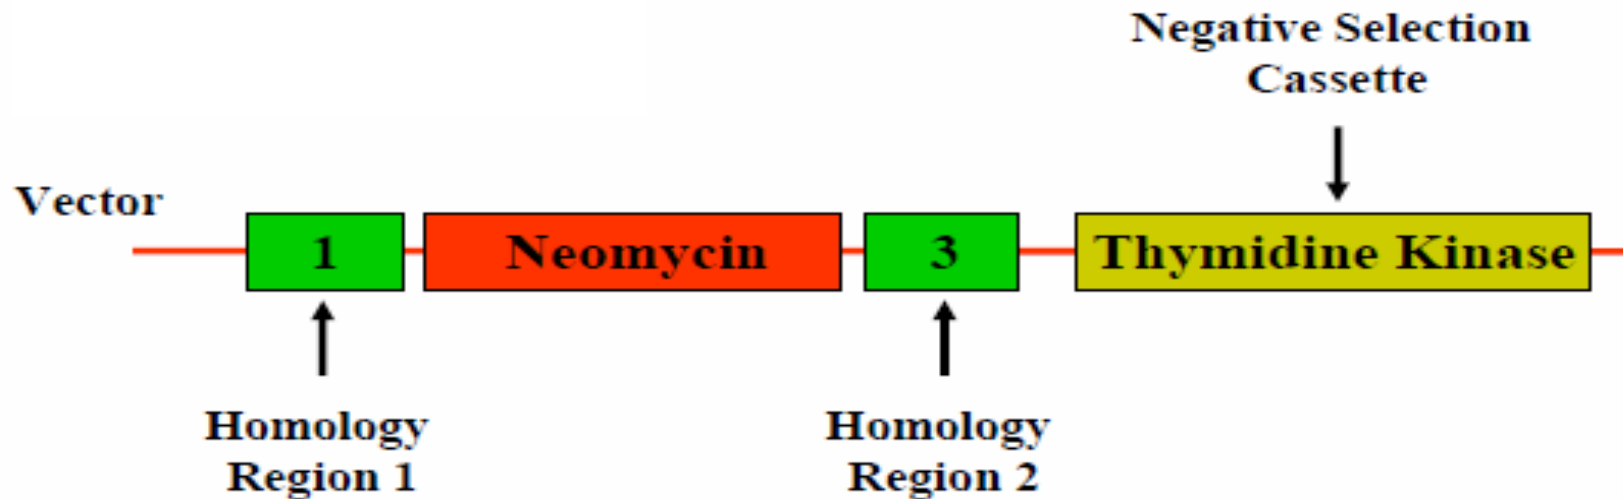 Negative Selection
Cassette
Vector
1 Neomycin 3 Thymidine Kinase
Homology
Region 1
Homology
Region 2